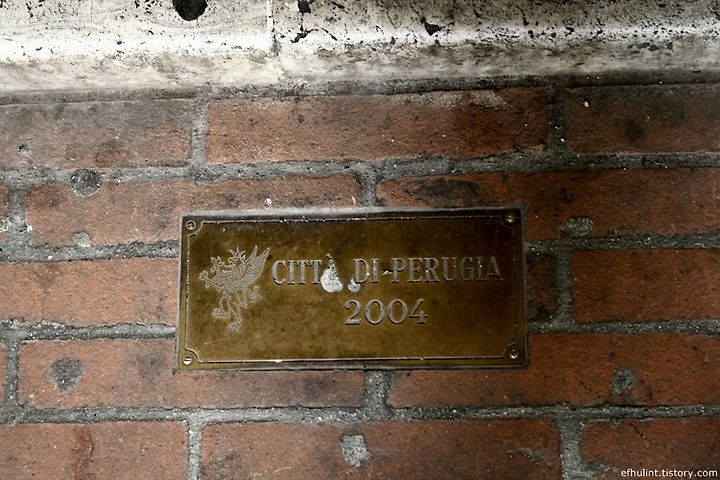 CITTÀ DI PERUGIA
2004
efhulint.tistory.com